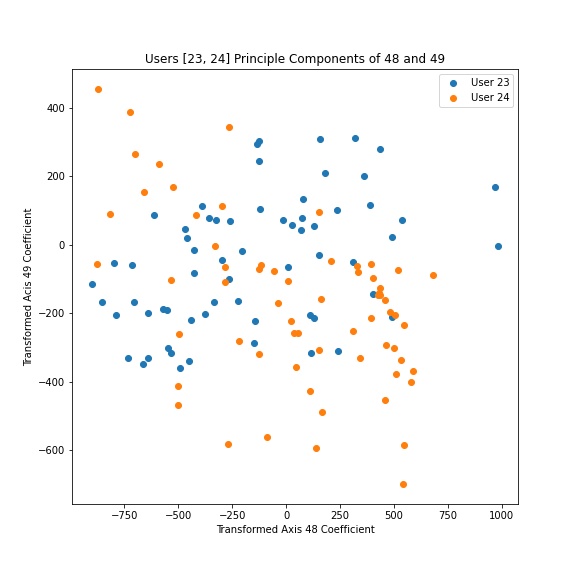 Users [23, 24] Principle Components of 48 and 49
User 23
User 24
Transformed Acis 49 Coefficient
400
200
0
−200
−400
−600
−750
−500
−250
0
250
500
750
1000
Transformed Axis 48 Coefficient